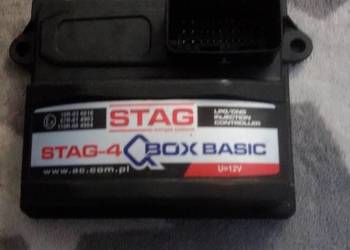 STAG
LPG/CNG
INJECTION
CONTROLLER
STAG-4 QBOX BASIC
www.ac.com.pl
U=12V